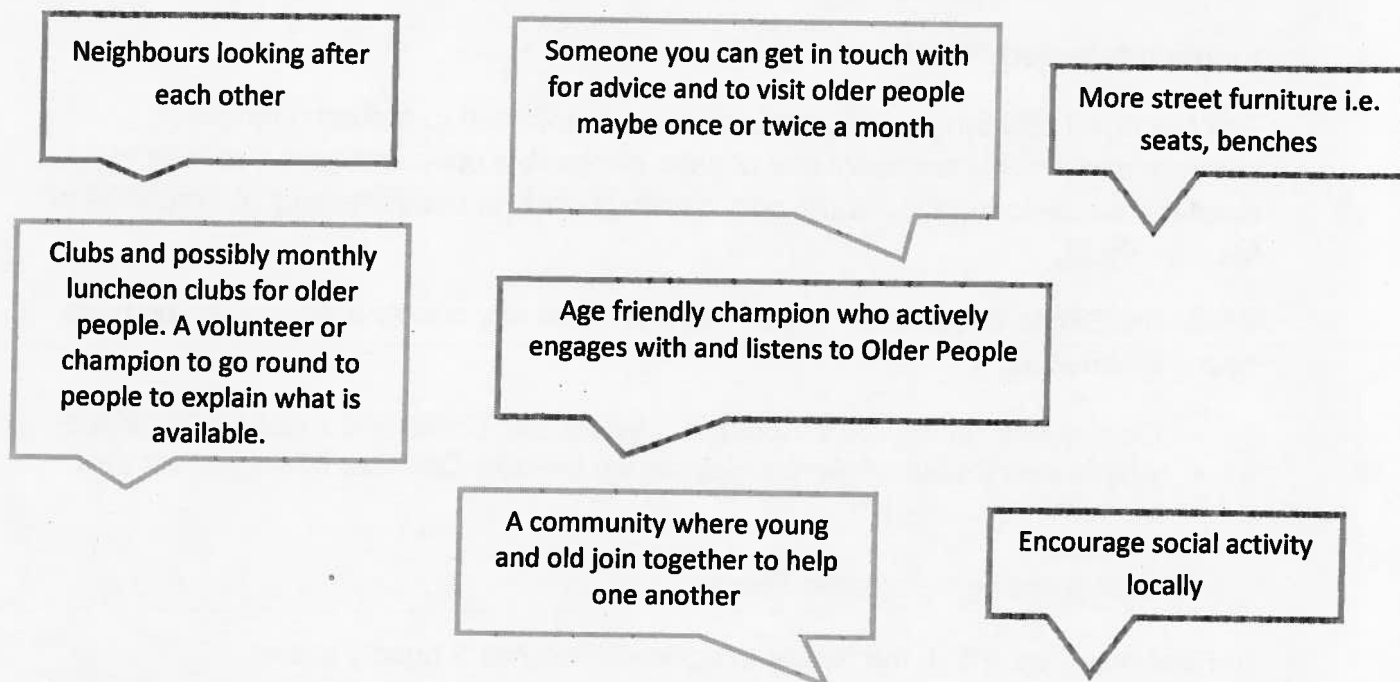 Neighbours looking after
each other
Someone you can get in touch with
for advice and to visit older people
maybe once or twice a month
More street furniture i.e.
seats, benches
Clubs and possibly monthly
luncheon clubs for older
people. A volunteer or
champion to go round to
people to explain what is
available.
Age friendly champion who actively
engages with and listens to Older People
A community where young
and old join together to help
one another
Encourage social activity
locally